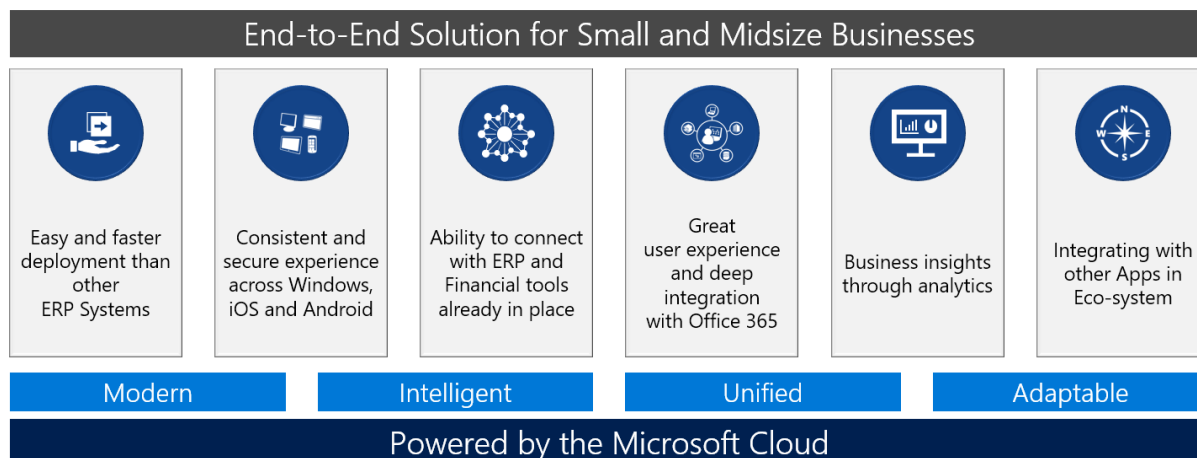 End-to-End Solution for Small and Midsize Businesses
Easy and faster
deployment than
other
ERP Systems
Consistent and
secure experience
across Windows,
iOS and Android
Ability to connect
with ERP and
Financial tools
already in place
Great
user experience
and deep
integration
with Office 365
Business insights
through analytics
N
W E
S
Integrating with
other Apps in
Eco-system
Modern
Intelligent
Unified
Adaptable
Powered by the Microsoft Cloud